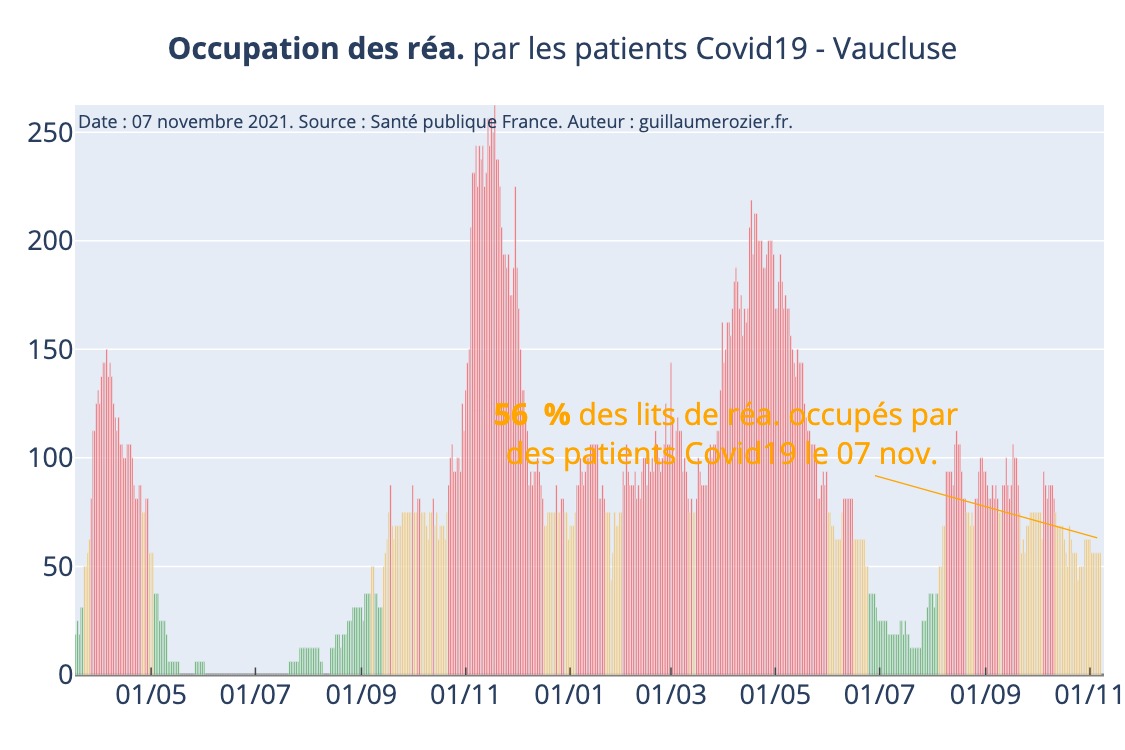 Occupation des réa. par les patients Covid19 - Vaucluse
Date : 07 novembre 2021. Source : Santé publique France. Auteur : guillaumerozier.fr.
250
200
150
100
50
0
56 % des lits de réa. occupés par
des patients Covid19 le 07 nov.
01/05 01/07 01/09 01/11 01/01 01/03 01/05 01/07 01/09 01/11